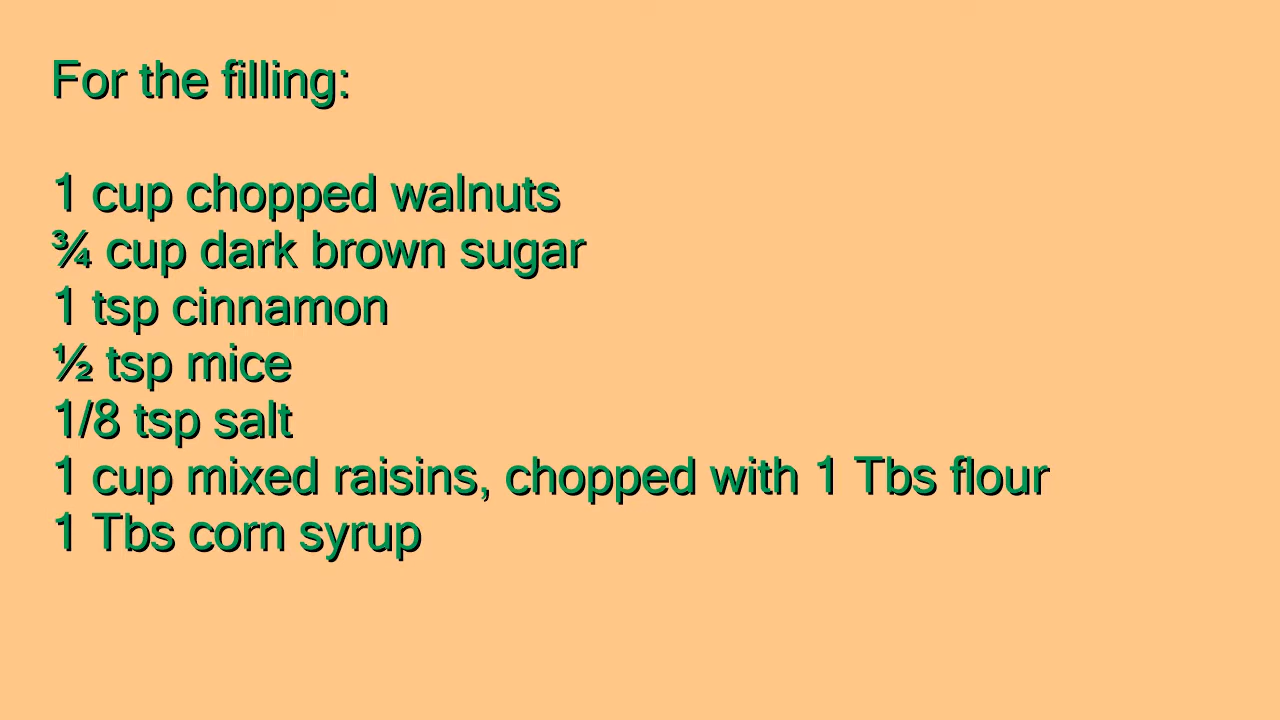 For the filling:
1 cup chopped walnuts
¾ cup dark brown sugar
1 tsp cinnamon
½ tsp mice
1/8 tsp salt
1 cup mixed raisins, chopped with 1 Tbs flour
1 Tbs corn syrup